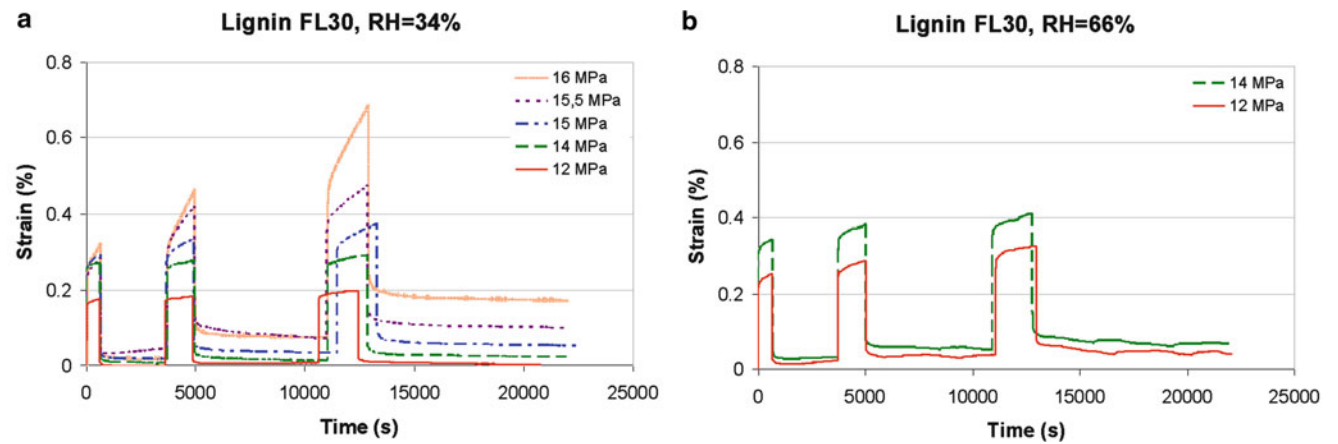 a
Lignin FL30, RH=34%
0.8
0.6
0.4
0.2
0
Strain (%)
16 MPa
15,5 MPa
15 MPa
14 MPa
12 MPa
0 5000 10000 15000 20000 25000
Time (s)
b
Lignin FL30, RH=66%
0.8
0.6
0.4
0.2
0
Strain (%)
14 MPa
12 MPa
0 5000 10000 15000 20000 25000
Time (s)